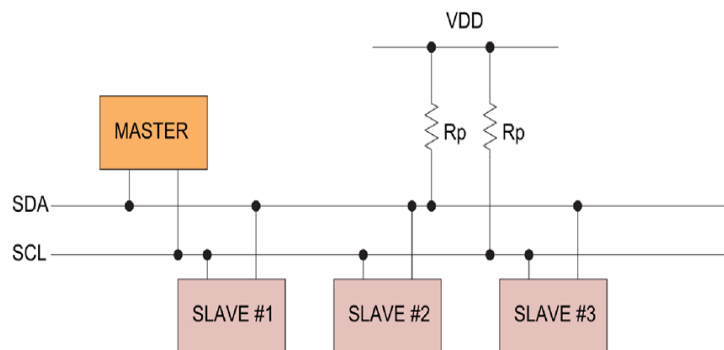 VDD
MASTER
Rp
Rp
SDA
SCL
SLAVE #1
SLAVE #2
SLAVE #3